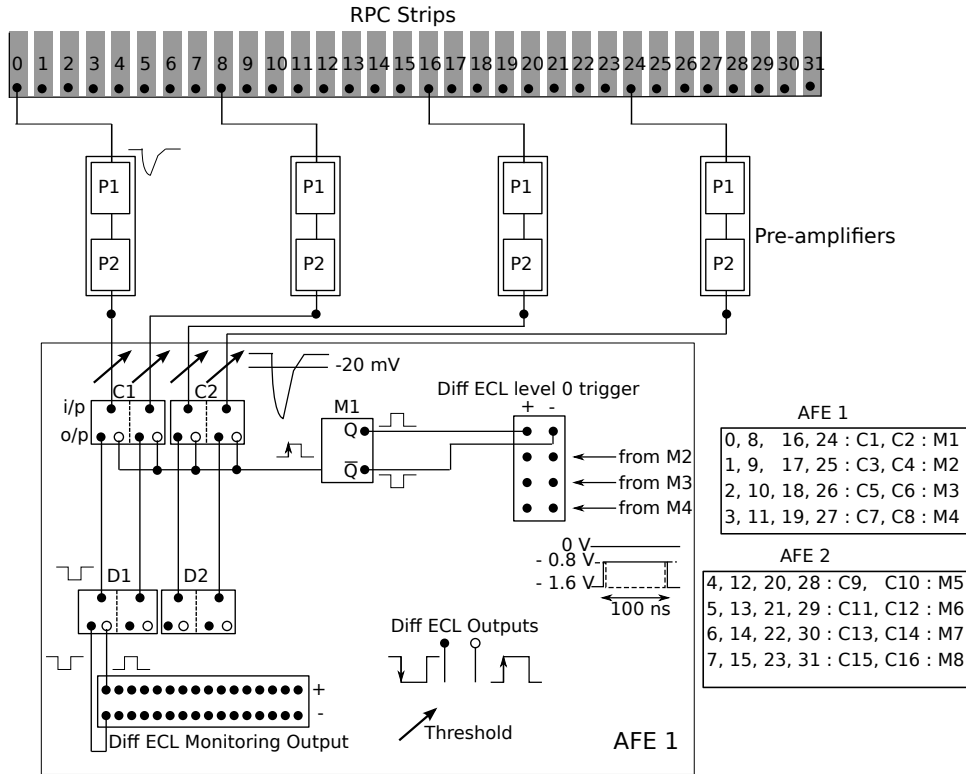 RPC Strips
0 1 2 3 4 5 6 7 8 9 10 11 12 13 14 15 16 17 18 19 20 21 22 23 24 25 26 27 28 29 30 31
P1 P1 P1 P1
Pre-amplifiers
P2 P2 P2 P2
-20 mV
C1 C2
i/p
o/p
M1
Q
Q̅
Diff ECL level 0 trigger
+ -
from M2
from M3
from M4
0 V
- 0.8 V
- 1.6 V
100 ns
D1 D2
Diff ECL Outputs
+
-
Diff ECL Monitoring Output
Threshold
AFE 1
AFE 1
0, 8, 16, 24 : C1, C2 : M1
1, 9, 17, 25 : C3, C4 : M2
2, 10, 18, 26 : C5, C6 : M3
3, 11, 19, 27 : C7, C8 : M4
AFE 2
4, 12, 20, 28 : C9, C10 : M5
5, 13, 21, 29 : C11, C12 : M6
6, 14, 22, 30 : C13, C14 : M7
7, 15, 23, 31 : C15, C16 : M8